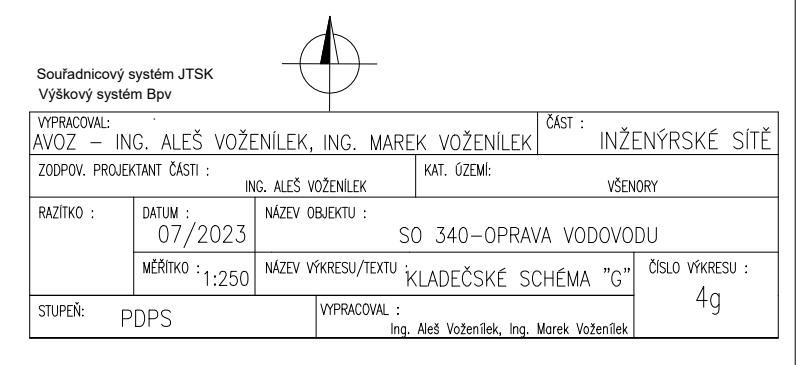 Souřadnicový systém JTSK
Výškový systém Bpv
VYPRACOVAL:
AVOZ – ING. ALEŠ VOŽENÍLEK, ING. MAREK VOŽENÍLEK
ČÁST :
INŽENÝRSKÉ SÍTĚ
ZODPOV. PROJEKTANT ČÁSTI :
ING. ALEŠ VOŽENÍLEK
KAT. ÚZEMÍ:
VŠENORY
RAZÍTKO :
DATUM :
07/2023
NÁZEV OBJEKTU :
SO 340-OPRAVA VODOVODU
MĚŘÍTKO :
1:250
NÁZEV VÝKRESU/TEXTU :
KLADEČSKÉ SCHÉMA "G"
ČÍSLO VÝKRESU :
4g
STUPEŇ:
PDPS
VYPRACOVAL :
Ing. Aleš Voženílek, Ing. Marek Voženílek